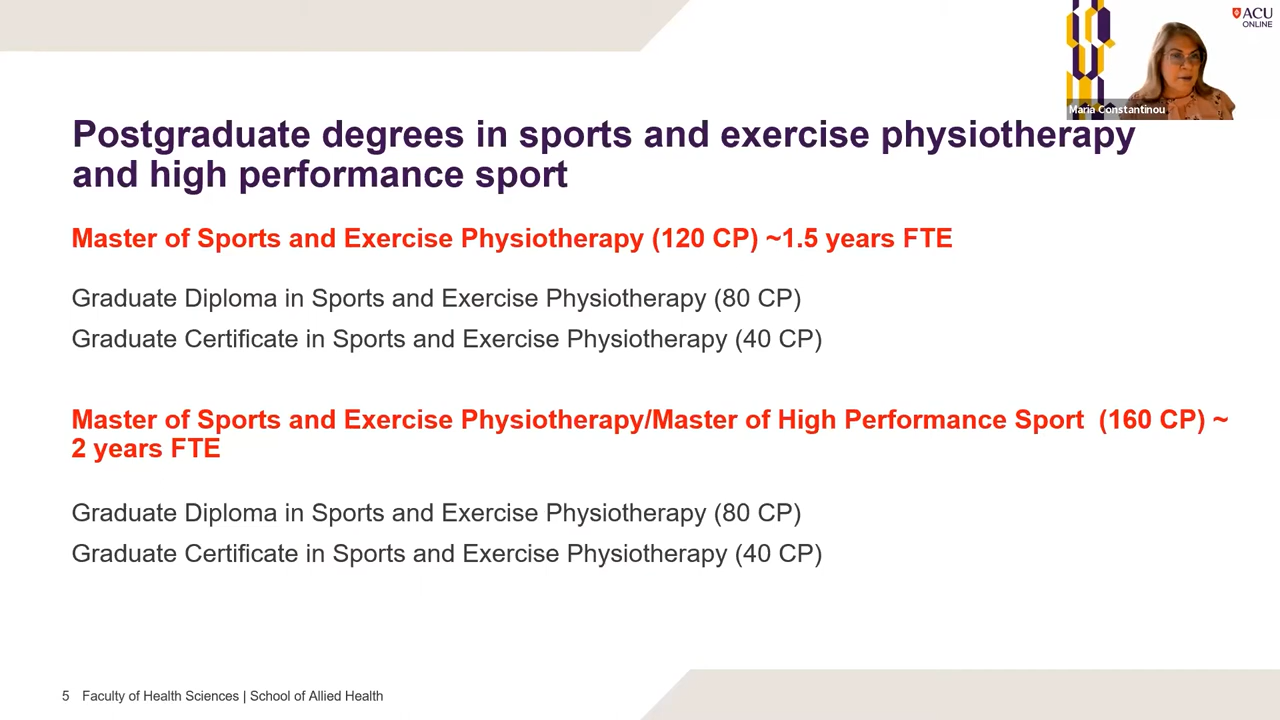 ACU
ONLINE
Maria Constantinou
Postgraduate degrees in sports and exercise physiotherapy
and high performance sport
Master of Sports and Exercise Physiotherapy (120 CP) ~1.5 years FTE
Graduate Diploma in Sports and Exercise Physiotherapy (80 CP)
Graduate Certificate in Sports and Exercise Physiotherapy (40 CP)
Master of Sports and Exercise Physiotherapy/Master of High Performance Sport  (160 CP) ~
2 years FTE
Graduate Diploma in Sports and Exercise Physiotherapy (80 CP)
Graduate Certificate in Sports and Exercise Physiotherapy (40 CP)
5 Faculty of Health Sciences | School of Allied Health